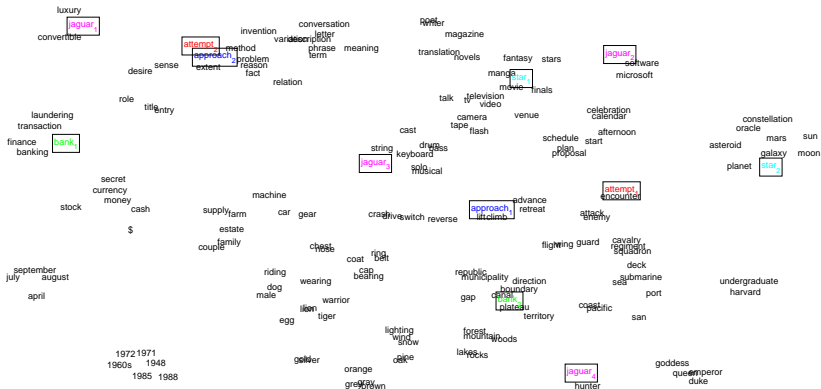 luxury
jaguar1
convertible
attempt2
approach2
method
problem
extent
reason
fact
sense
desire
relation
invention
conversation
letter
variation
description
phrase
meaning
term
role
title
entry
poet
writer
magazine
translation
novels
fantasy
stars
manga
star1
movie
finals
television
tv
video
talk
camera
tape
flash
venue
jaguar2
software
microsoft
celebration
calendar
afternoon
schedule
start
plan
proposal
constellation
oracle
mars
sun
asteroid
galaxy
moon
planet
star2
laundering
transaction
finance
bank1
banking
cast
string
drum
bass
keyboard
jaguar3
solo
musical
secret
currency
money
stock
cash
$
machine
supply
farm
car
gear
estate
family
couple
crash
drive
switch
reverse
approach1
advance
retreat
lift
climb
attempt1
encounter
attack
enemy
flight
wing
guard
cavalry
regiment
squadron
deck
submarine
sea
port
coast
pacific
san
undergraduate
harvard
september
july
august
april
chest
nose
ring
coat
belt
cap
bearing
riding
dog
wearing
male
warrior
lion
tiger
egg
republic
municipality
direction
boundary
gap
canal
plateau
territory
forest
mountain
woods
lakes
rocks
lighting
wind
snow
pine
oak
gold
silver
orange
grey
gray
brown
1972
1971
1960s
1948
1985
1988
jaguar4
hunter
goddess
queen
emperor
duke